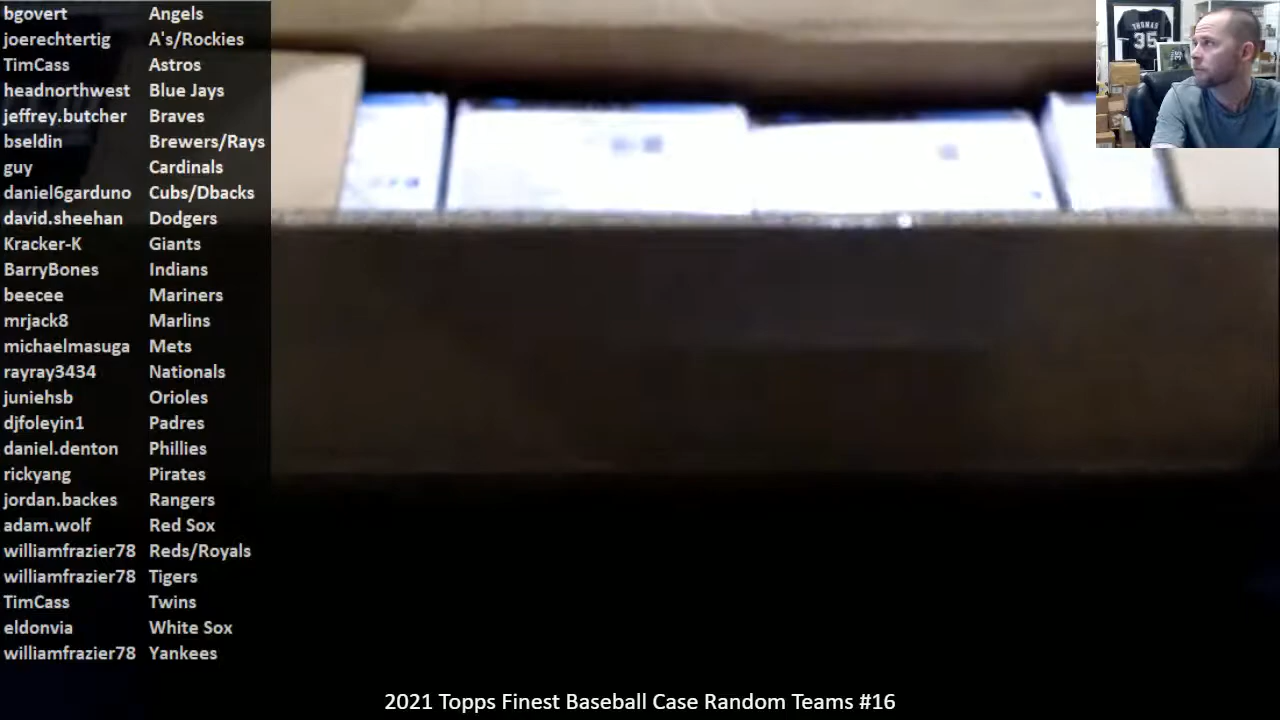 bgovert Angels
joerechtertig A's/Rockies
TimCass Astros
headnorthwest Blue Jays
jeffrey.butcher Braves
bseldin Brewers/Rays
guy Cardinals
daniel6garduno Cubs/Dbacks
david.sheehan Dodgers
Kracker-K Giants
BarryBones Indians
beecee Mariners
mrjack8 Marlins
michaelmasuga Mets
rayray3434 Nationals
juniehsb Orioles
djfoleyin1 Padres
daniel.denton Phillies
rickyang Pirates
jordan.backes Rangers
adam.wolf Red Sox
williamfrazier78 Reds/Royals
williamfrazier78 Tigers
TimCass Twins
eldonvia White Sox
williamfrazier78 Yankees
THOMAS
35
2021 Topps Finest Baseball Case Random Teams #16